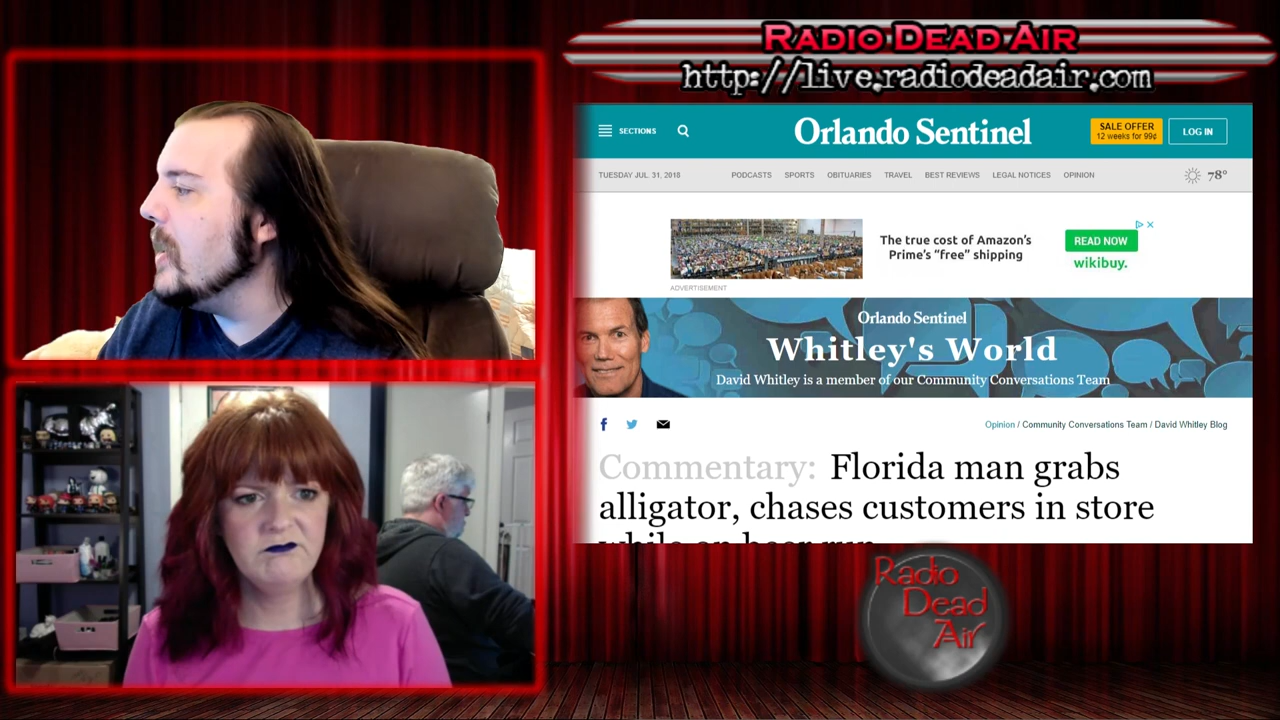 RADIO DEAD AIR
http://live.radiodeadair.com
SECTIONS
Orlando Sentinel
SALE OFFER
12 weeks for 99¢
LOG IN
TUESDAY JUL. 31, 2018
PODCASTS SPORTS OBITUARIES TRAVEL BEST REVIEWS LEGAL NOTICES OPINION
78°
The true cost of Amazon's
Prime's "free" shipping
READ NOW
wikibuy.
ADVERTISEMENT
Orlando Sentinel
Whitley's World
David Whitley is a member of our Community Conversations Team
Opinion / Community Conversations Team / David Whitley Blog
Commentary: Florida man grabs
alligator, chases customers in store
while on beer run
Radio
Dead
Air